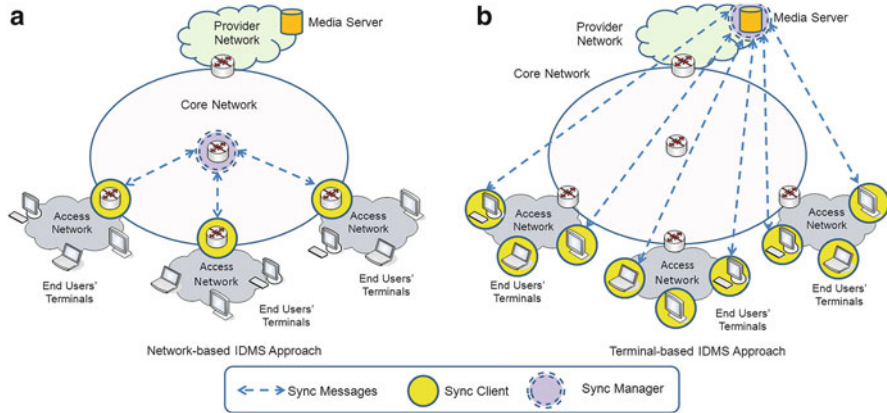 a
Provider
Network
Media Server
Core Network
Access
Network
Access
Network
Access
Network
End Users'
Terminals
End Users'
Terminals
End Users'
Terminals
Network-based IDMS Approach
b
Media Server
Provider
Network
Core Network
Access
Network
Access
Network
Access
Network
End Users'
Terminals
End Users'
Terminals
End Users'
Terminals
Terminal-based IDMS Approach
Sync Messages
Sync Client
Sync Manager